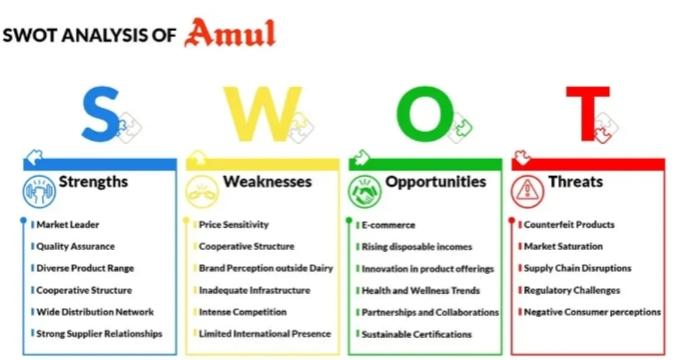 SWOT ANALYSIS OF Amul
S
W
O
T
Strengths
Market Leader
Quality Assurance
Diverse Product Range
Cooperative Structure
Wide Distribution Network
Strong Supplier Relationships
Weaknesses
Price Sensitivity
Cooperative Structure
Brand Perception outside Dairy
Inadequate Infrastructure
Intense Competition
Limited International Presence
Opportunities
E-commerce
Rising disposable incomes
Innovation in product offerings
Health and Wellness Trends
Partnerships and Collaborations
Sustainable Certifications
Threats
Counterfeit Products
Market Saturation
Supply Chain Disruptions
Regulatory Challenges
Negative Consumer perceptions